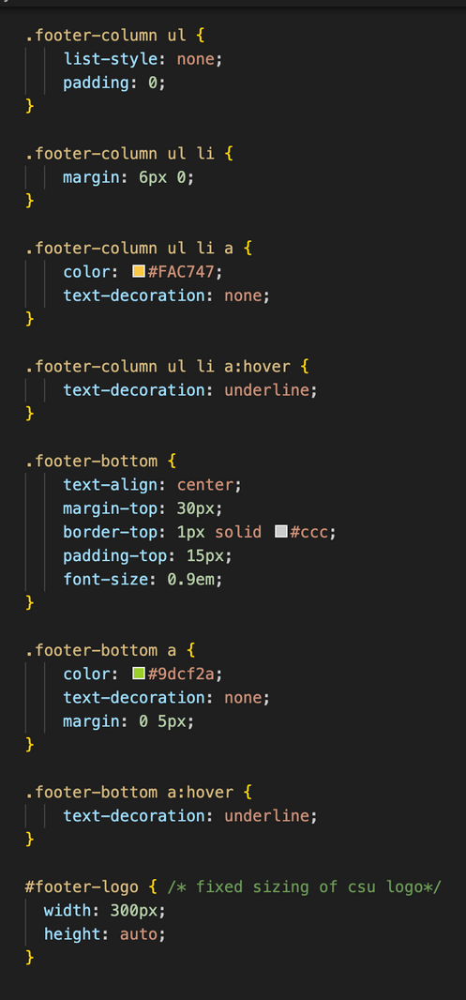 .footer-column ul {
list-style: none;
padding: 0;
}
.footer-column ul li {
margin: 6px 0;
}
.footer-column ul li a {
color: #FAC747;
text-decoration: none;
}
.footer-column ul li a:hover {
text-decoration: underline;
}
.footer-bottom {
text-align: center;
margin-top: 30px;
border-top: 1px solid #ccc;
padding-top: 15px;
font-size: 0.9em;
}
.footer-bottom a {
color: #9dcf2a;
text-decoration: none;
margin: 0 5px;
}
.footer-bottom a:hover {
text-decoration: underline;
}
#footer-logo { /* fixed sizing of csu logo*/
width: 300px;
height: auto;
}